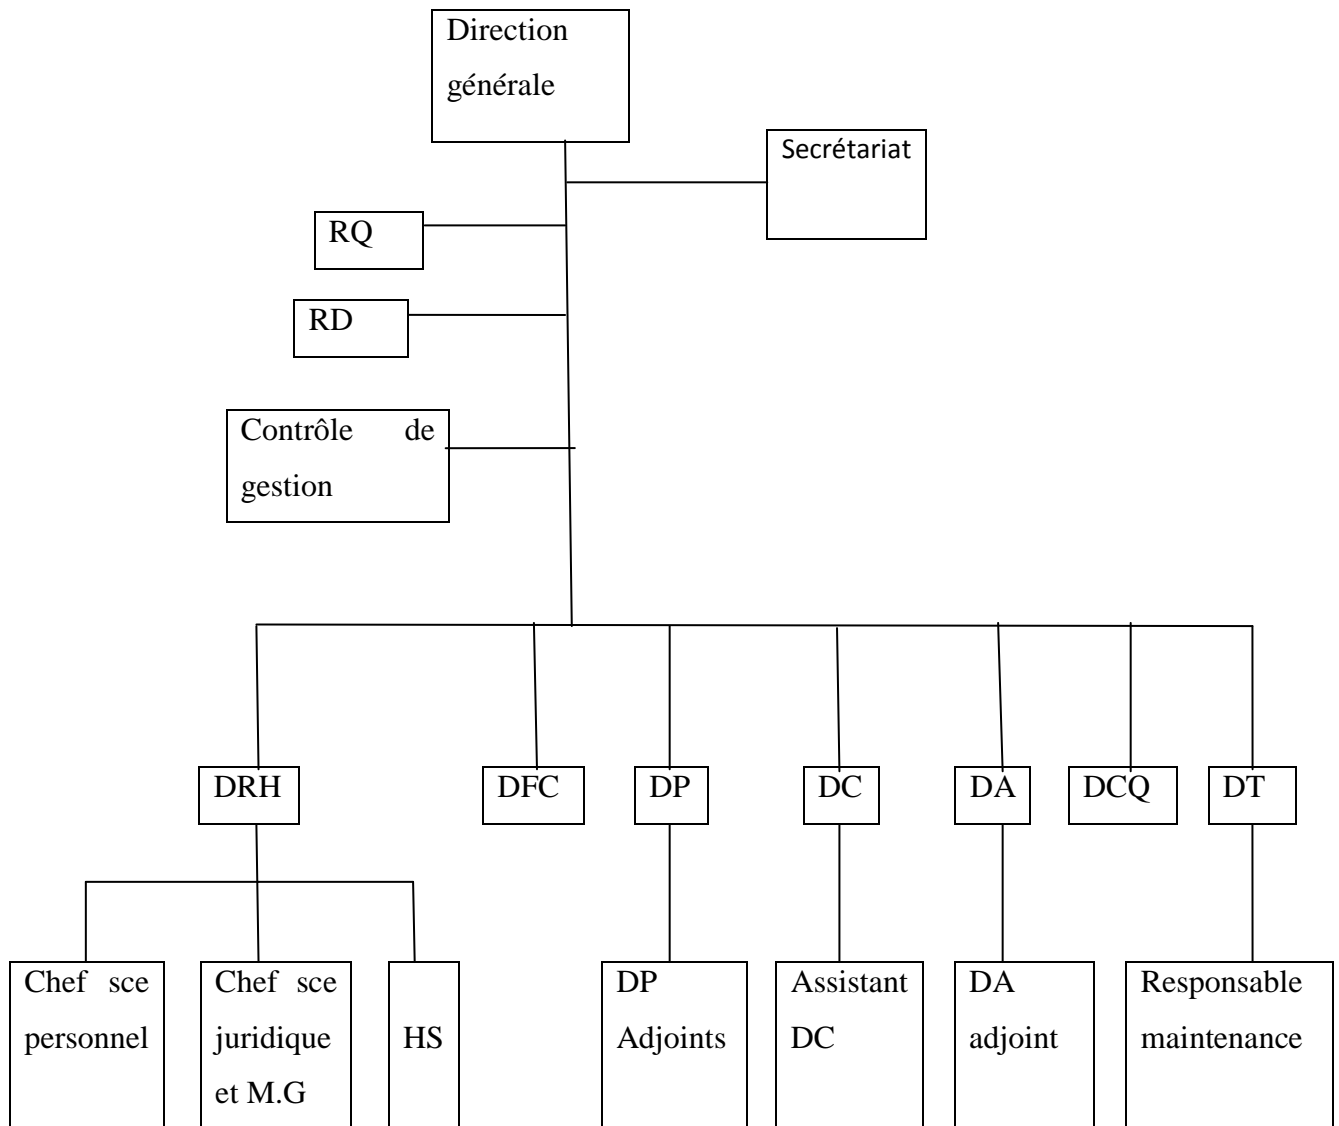 Direction
générale
Secrétariat
RQ
RD
Contrôle de
gestion
DRH
DFC
DP
DC
DA
DCQ
DT
Chef sce
personnel
Chef sce
juridique
et M.G
HS
DP
Adjoints
Assistant
DC
DA
adjoint
Responsable
maintenance